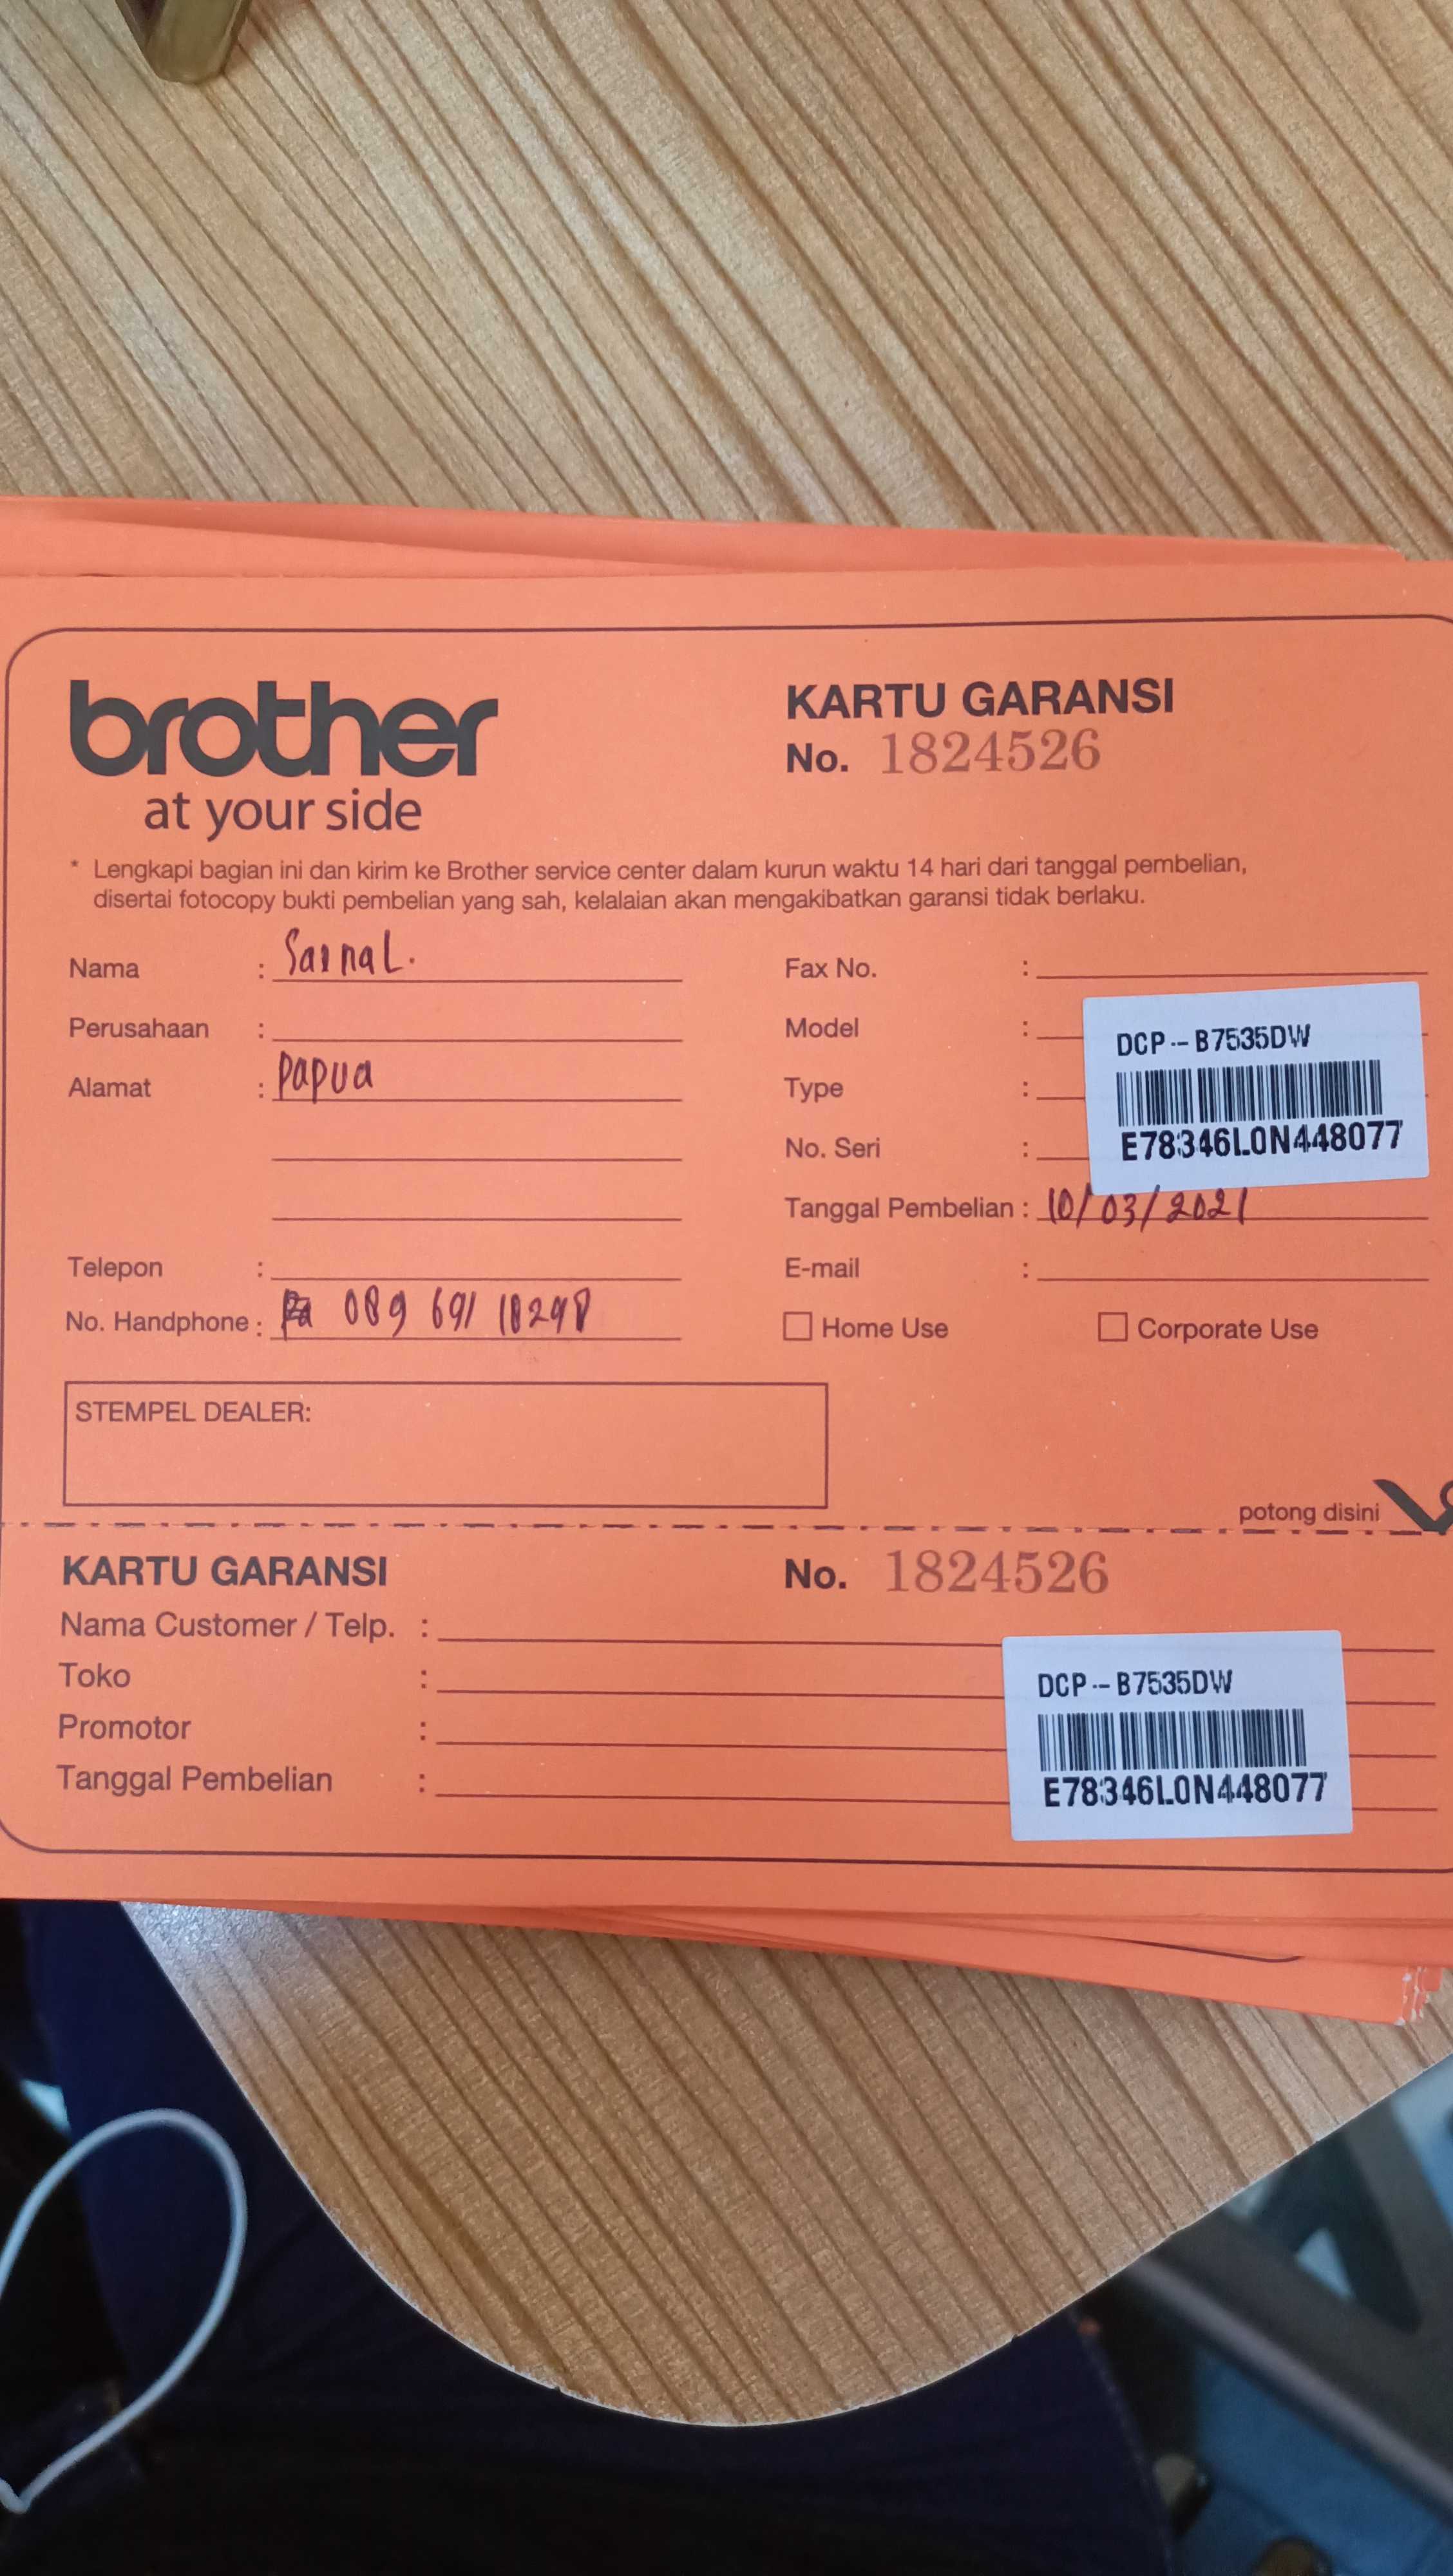 brother
at your side
KARTU GARANSI
No. 1824526
* Lengkapi bagian ini dan kirim ke Brother service center dalam kurun waktu 14 hari dari tanggal pembelian,
disertai fotocopy bukti pembelian yang sah, kelalaian akan mengakibatkan garansi tidak berlaku.
Nama :
Perusahaan :
Alamat : Papua
Telepon :
No. Handphone : 089 691 18298
Fax No. :
Model :
Type :
No. Seri :
DCP-B7535DW
E78346L0N448077
Tanggal Pembelian : 10/03/2021
E-mail :
Home Use
Corporate Use
STEMPEL DEALER:
potong disini
KARTU GARANSI
No. 1824526
Nama Customer / Telp. :
Toko :
Promotor :
Tanggal Pembelian :
DCP-B7535DW
E78346L0N448077